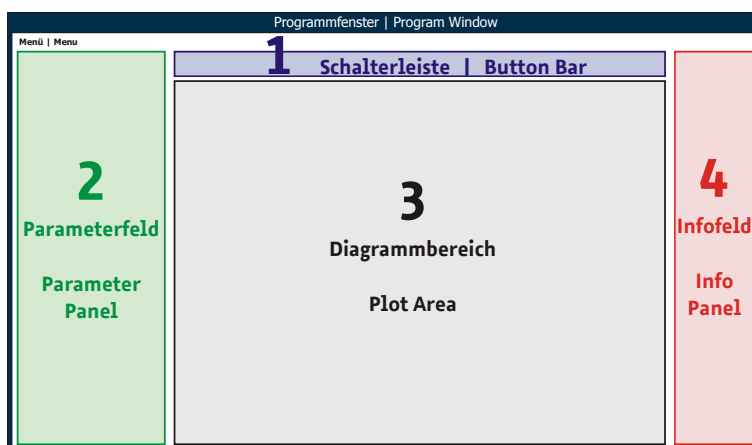 Programmfenster | Program Window
Menü | Menu
1
Schalterleiste | Button Bar
2
Parameterfeld
Parameter
Panel
3
Diagrammbereich
Plot Area
4
Infofeld
Info
Panel